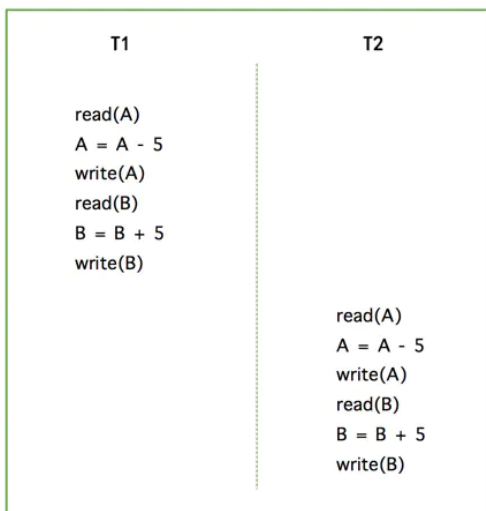 T1 T2
read(A)
A = A - 5
write(A)
read(B)
B = B + 5
write(B)
read(A)
A = A - 5
write(A)
read(B)
B = B + 5
write(B)